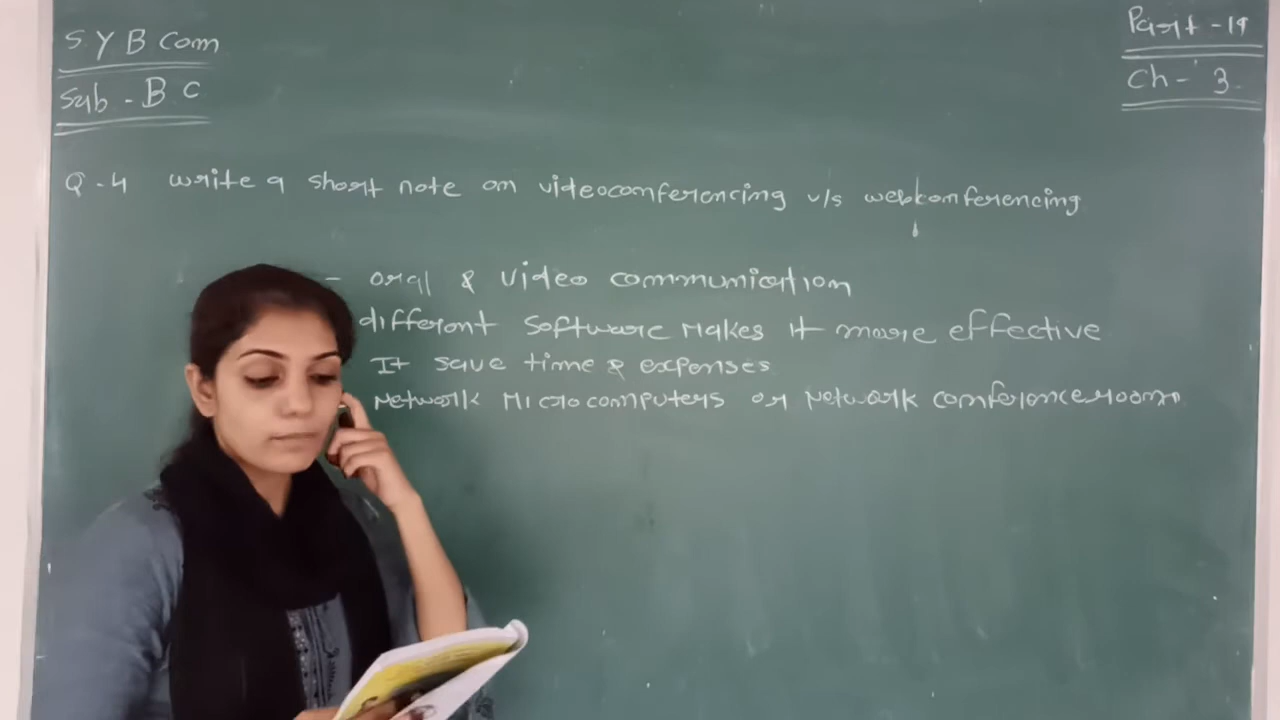 S Y B Com
Sub - B C
Part - 19
Ch - 3
Q - 4 write a short note on videoconferencing v/s webconferencing
- oral & video communication
different software makes it more effective
It save time & expenses
Network Microcomputers or Network conferencerooms